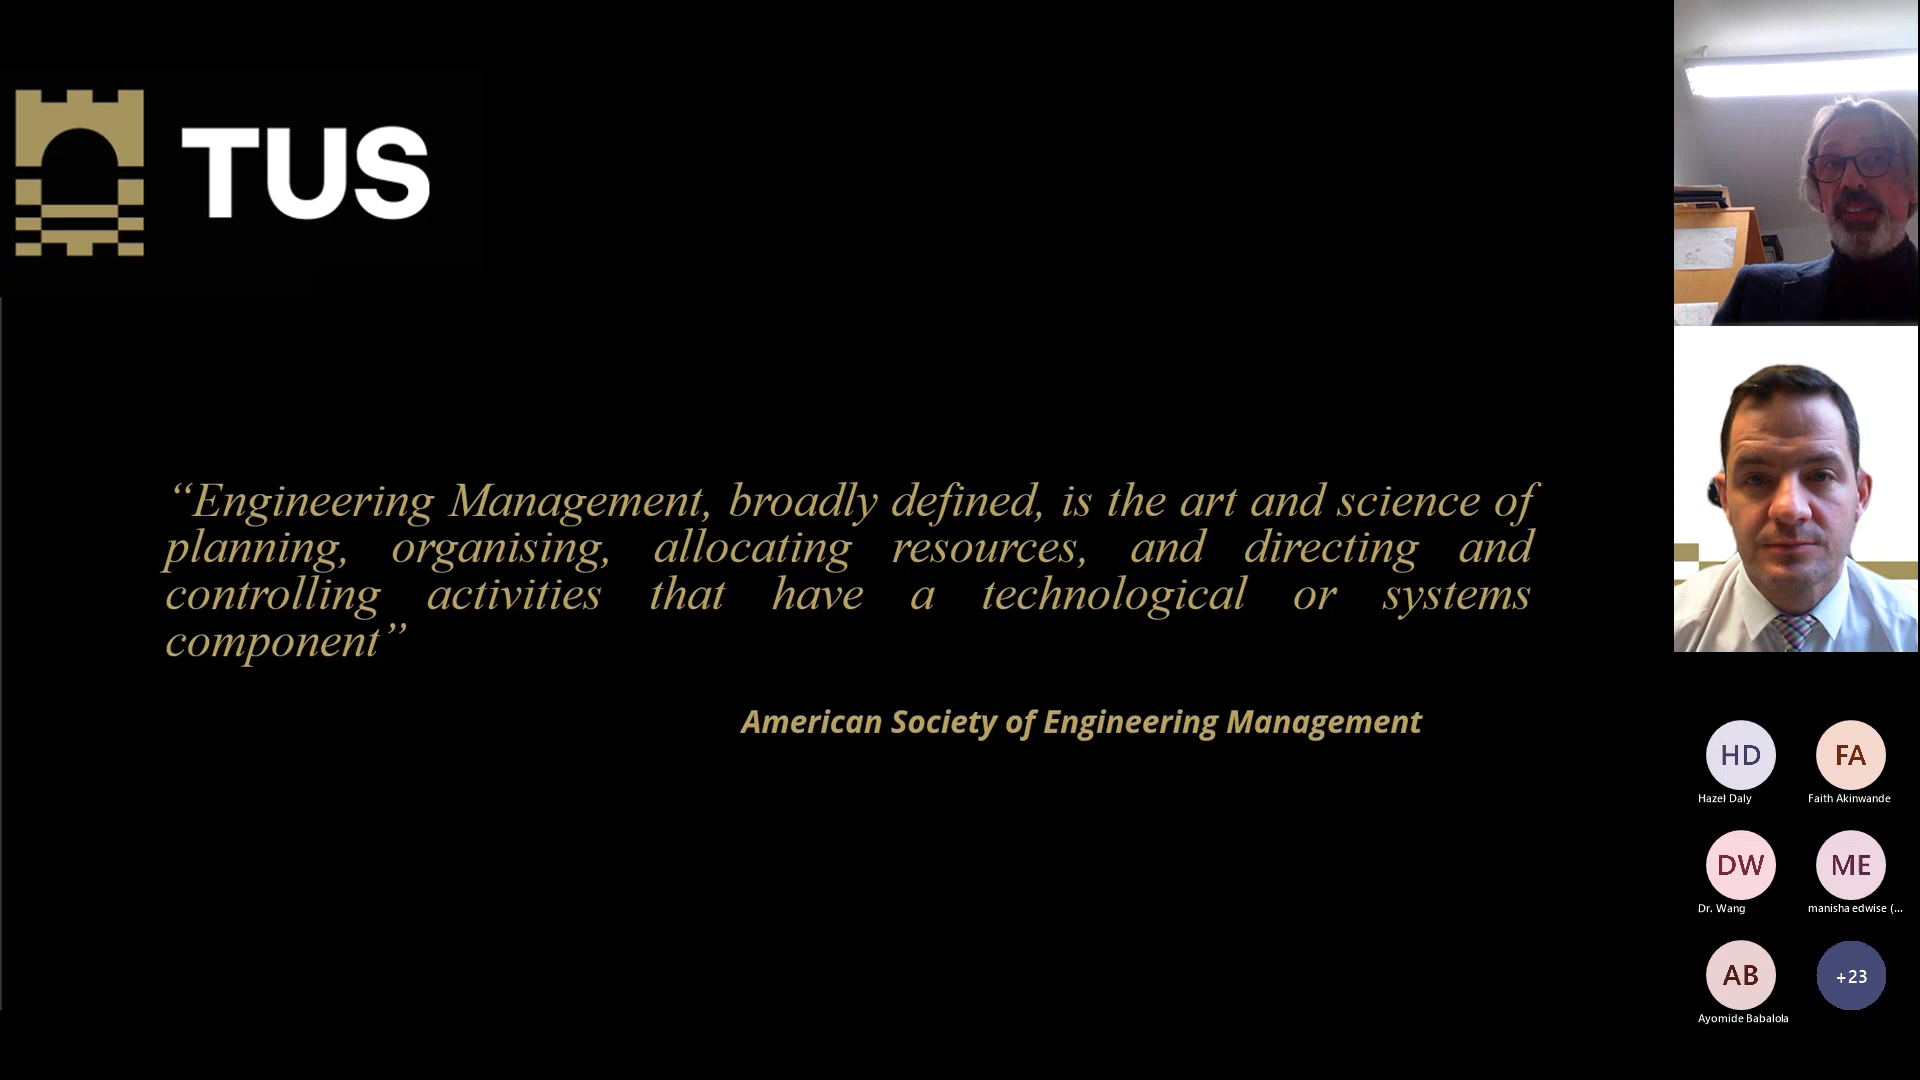 TUS
“Engineering Management, broadly defined, is the art and science of
planning, organising, allocating resources, and directing and
controlling activities that have a technological or systems
component”
American Society of Engineering Management
HD
FA
Hazel Daly
Faith Akinwande
DW
ME
Dr. Wang
manisha edwise (...
AB
+23
Ayomide Babalola